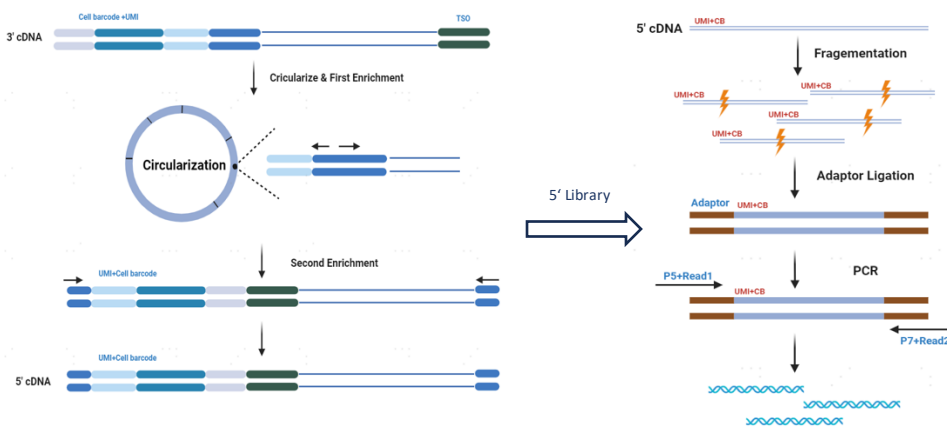 Cell barcode +UMI
TSO
3' cDNA
Cricularize & First Enrichment
Circularization
Second Enrichment
UMI+Cell barcode
UMI+Cell barcode
5' cDNA
5‘ Library
5' cDNA
UMI+CB
Fragementation
UMI+CB
UMI+CB
UMI+CB
UMI+CB
Adaptor Ligation
Adaptor
UMI+CB
PCR
P5+Read1
UMI+CB
P7+Read2